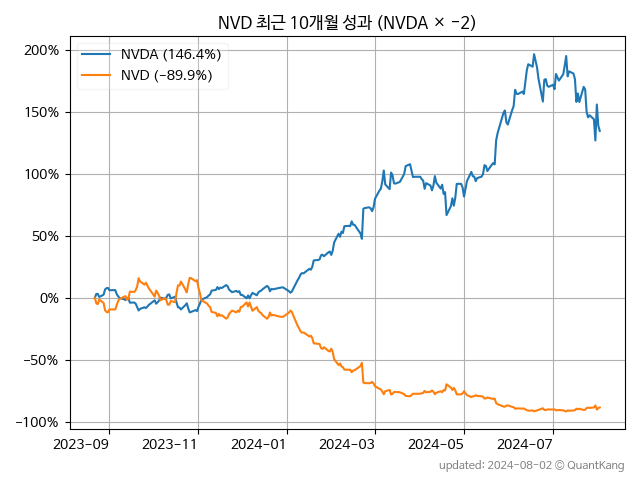 NVD 최근 10개월 성과 (NVDA × −2)
NVDA (146.4%)
NVD (−89.9%)
200%
150%
100%
50%
0%
−50%
−100%
2023-09 2023-11 2024-01 2024-03 2024-05 2024-07
updated: 2024-08-02 © QuantKang